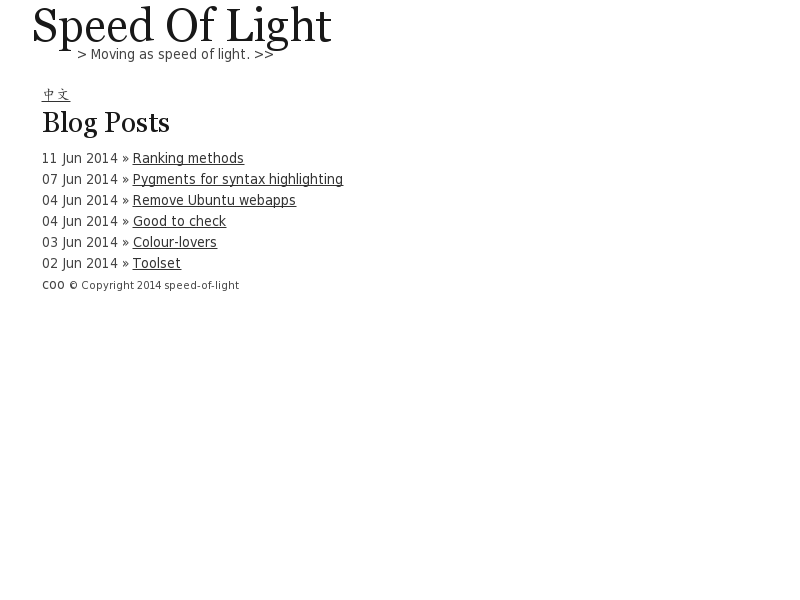 Speed Of Light
> Moving as speed of light. >>
中文
Blog Posts
11 Jun 2014 » Ranking methods
07 Jun 2014 » Pygments for syntax highlighting
04 Jun 2014 » Remove Ubuntu webapps
04 Jun 2014 » Good to check
03 Jun 2014 » Colour-lovers
02 Jun 2014 » Toolset
coo © Copyright 2014 speed-of-light